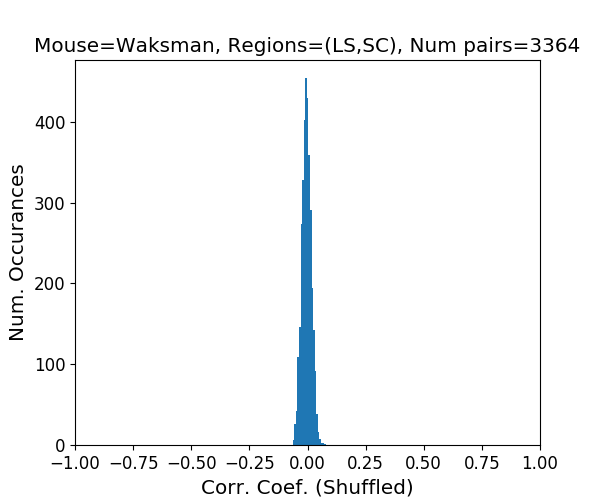 Mouse=Waksman, Regions=(LS,SC), Num pairs=3364
Num. Occurances
400
300
200
100
0
−1.00 −0.75 −0.50 −0.25 0.00 0.25 0.50 0.75 1.00
Corr. Coef. (Shuffled)